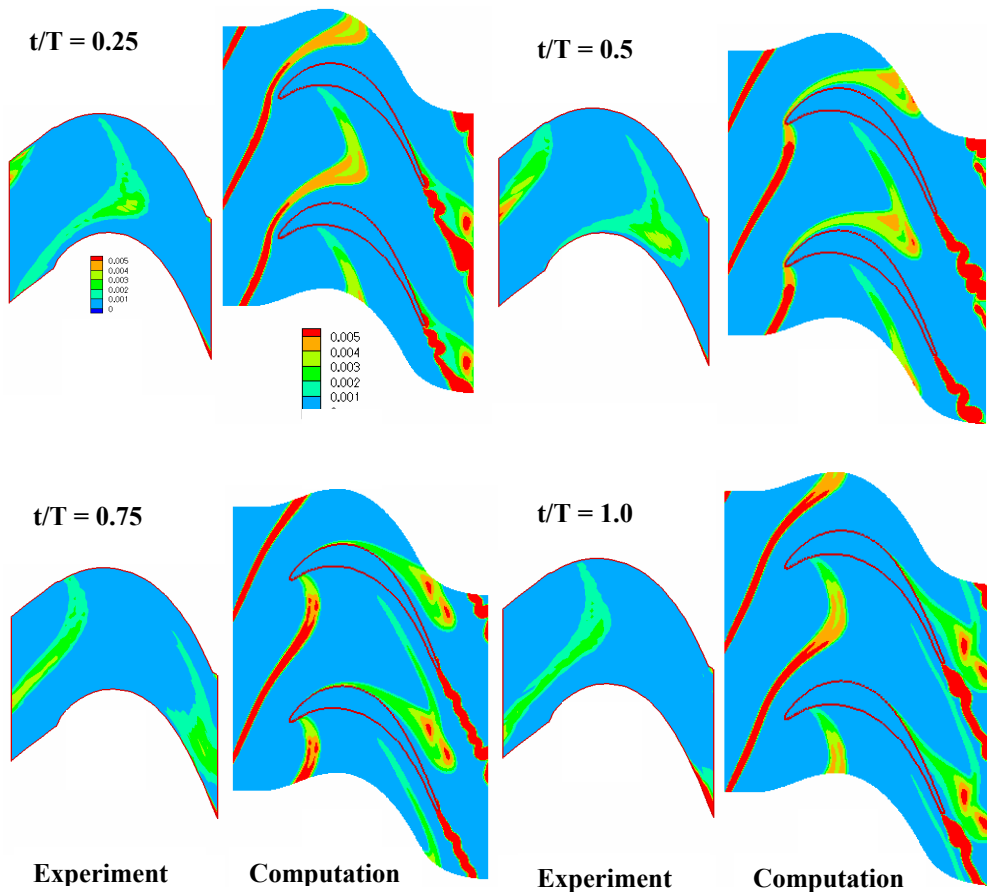 t/T = 0.25
0.005
0.004
0.003
0.002
0.001
0
0.005
0.004
0.003
0.002
0.001
t/T = 0.5
t/T = 0.75
t/T = 1.0
Experiment
Computation
Experiment
Computation